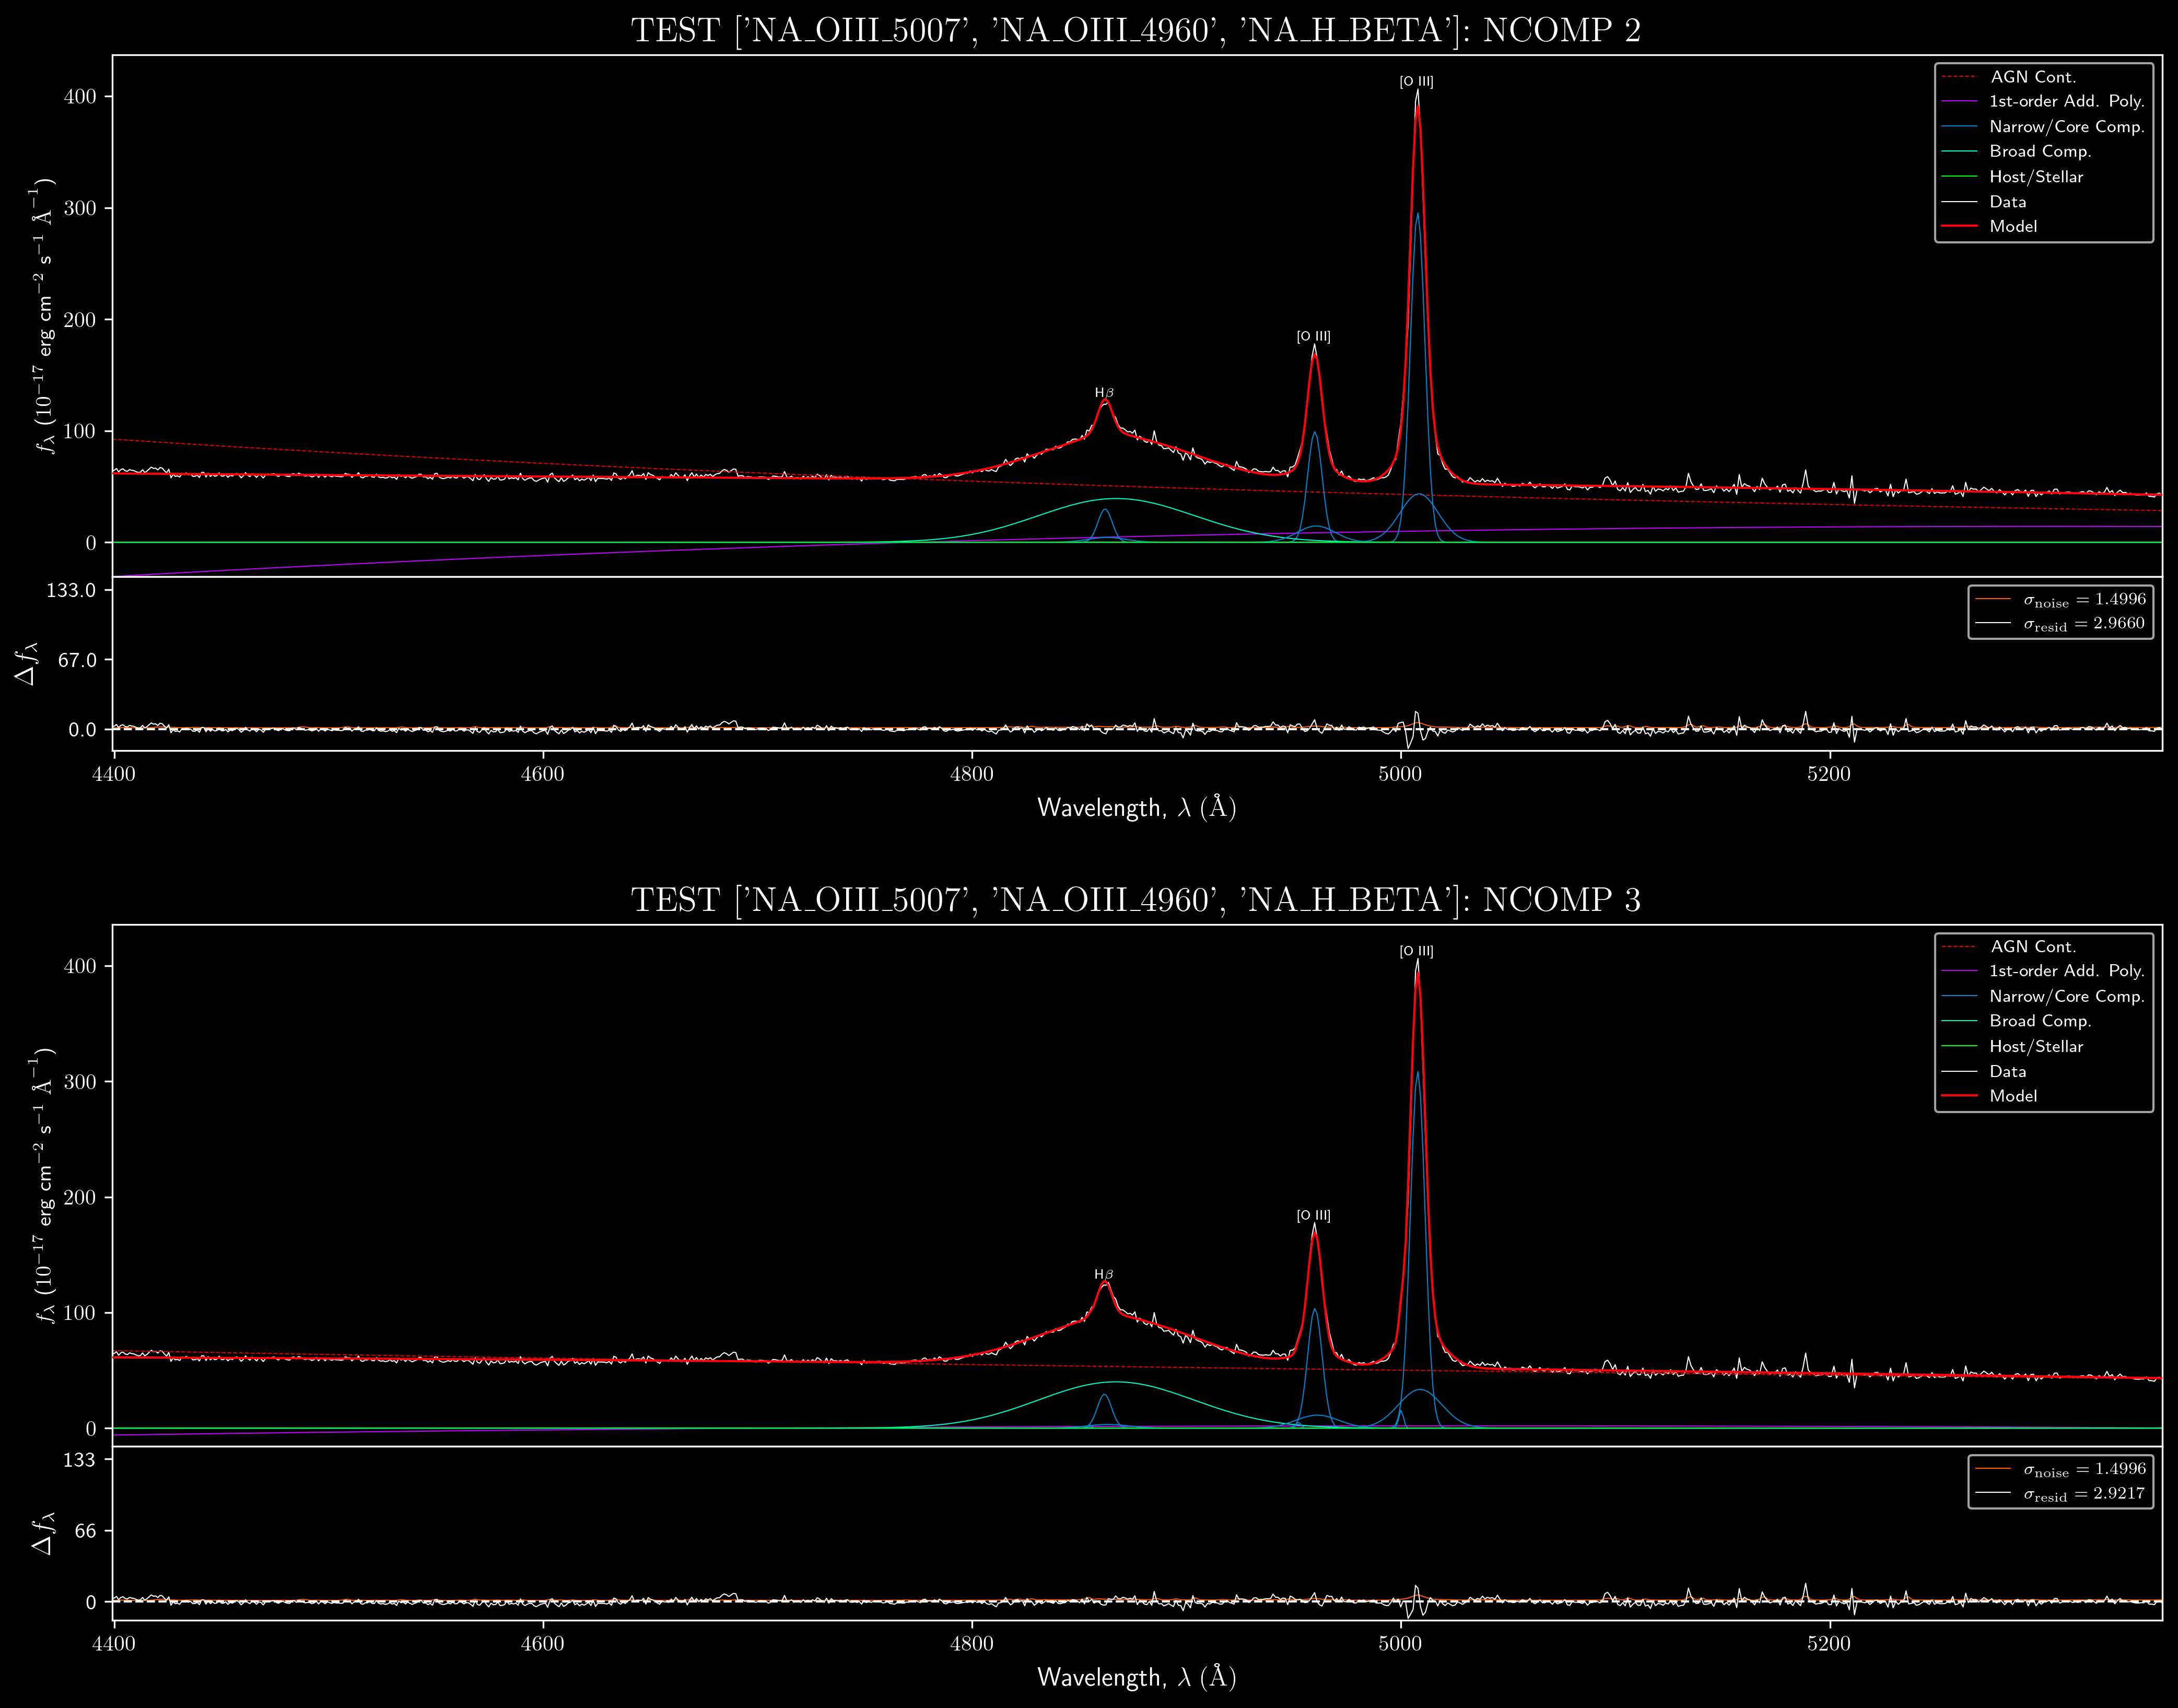 TEST ['NA_OIII_5007', 'NA_OIII_4960', 'NA_H_BETA']: NCOMP 2
[O III]
[O III]
Hβ
AGN Cont.
1st-order Add. Poly.
Narrow/Core Comp.
Broad Comp.
Host/Stellar
Data
Model
400
300
200
100
0
f_λ (10⁻¹⁷ erg cm⁻² s⁻¹ Å⁻¹)
133.0
67.0
0.0
Δf_λ
σ_noise = 1.4996
σ_resid = 2.9660
4400 4600 4800 5000 5200
Wavelength, λ (Å)
TEST ['NA_OIII_5007', 'NA_OIII_4960', 'NA_H_BETA']: NCOMP 3
[O III]
[O III]
Hβ
AGN Cont.
1st-order Add. Poly.
Narrow/Core Comp.
Broad Comp.
Host/Stellar
Data
Model
400
300
200
100
0
f_λ (10⁻¹⁷ erg cm⁻² s⁻¹ Å⁻¹)
133
66
0
Δf_λ
σ_noise = 1.4996
σ_resid = 2.9217
4400 4600 4800 5000 5200
Wavelength, λ (Å)